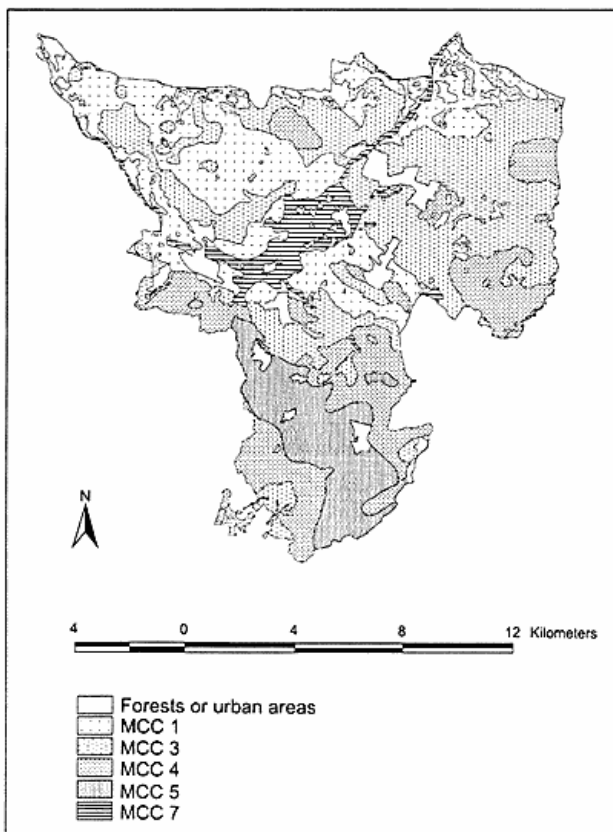 N
4 0 4 8 12 Kilometers
Forests or urban areas
MCC 1
MCC 3
MCC 4
MCC 5
MCC 7